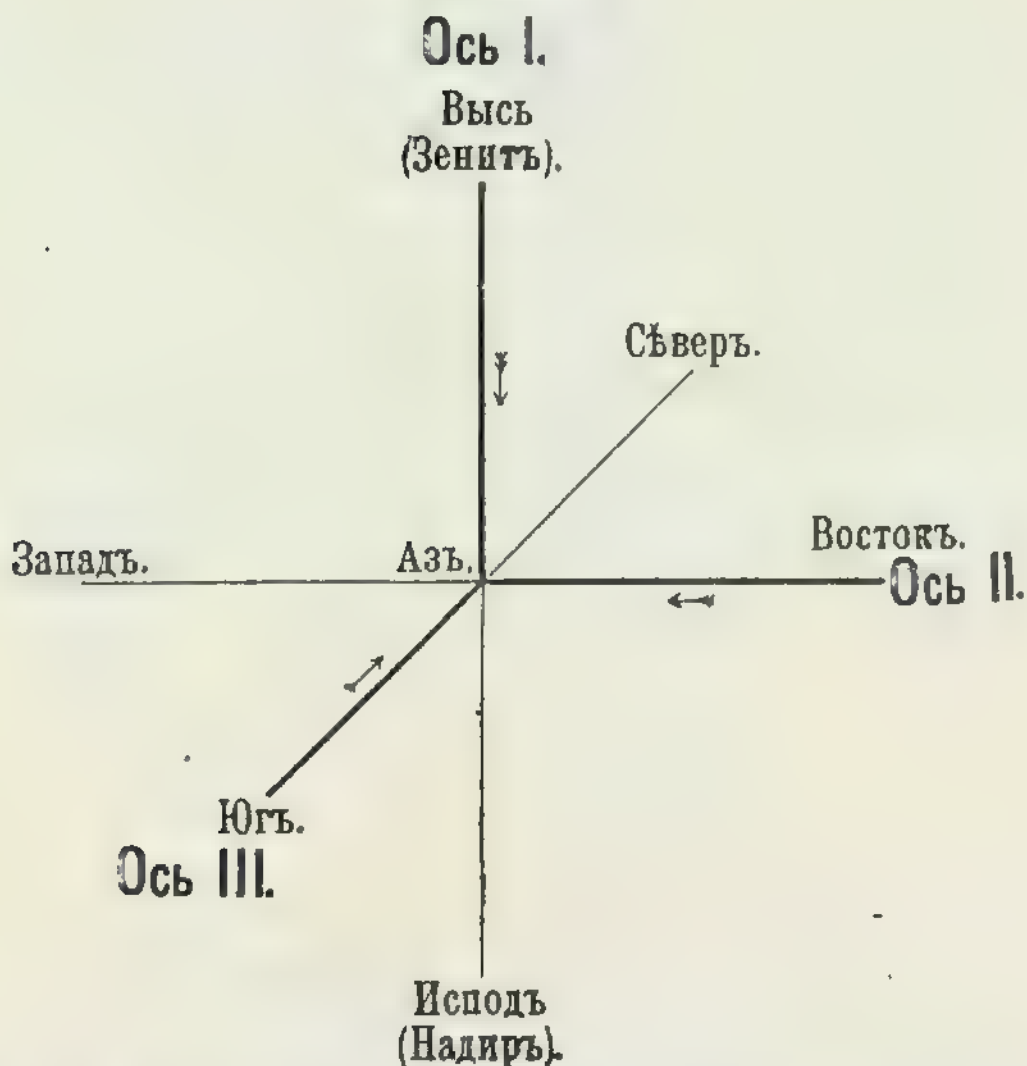 Ось I.
Высь
(Зенитъ).
Сѣверъ.
Востокъ.
Западъ.
Азъ.
Ось II.
Югъ.
Ось III.
Исподъ
(Надиръ).